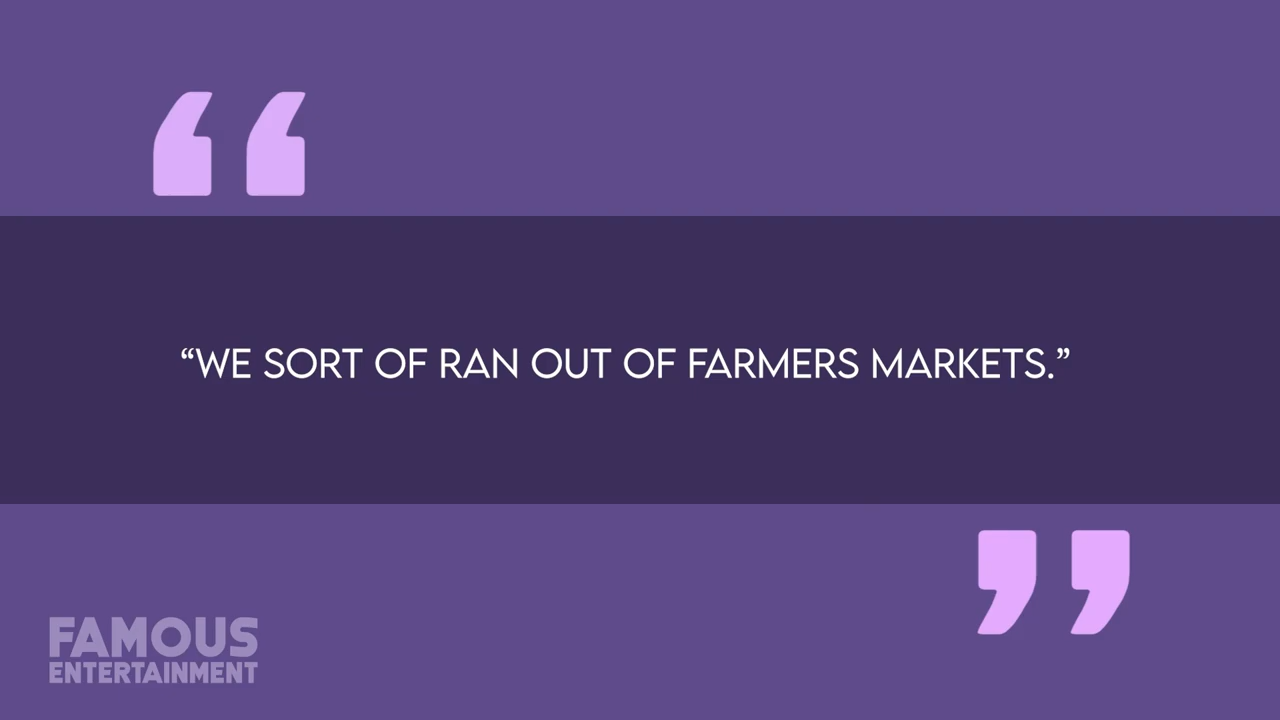 “WE SORT OF RAN OUT OF FARMERS MARKETS.”
FAMOUS
ENTERTAINMENT